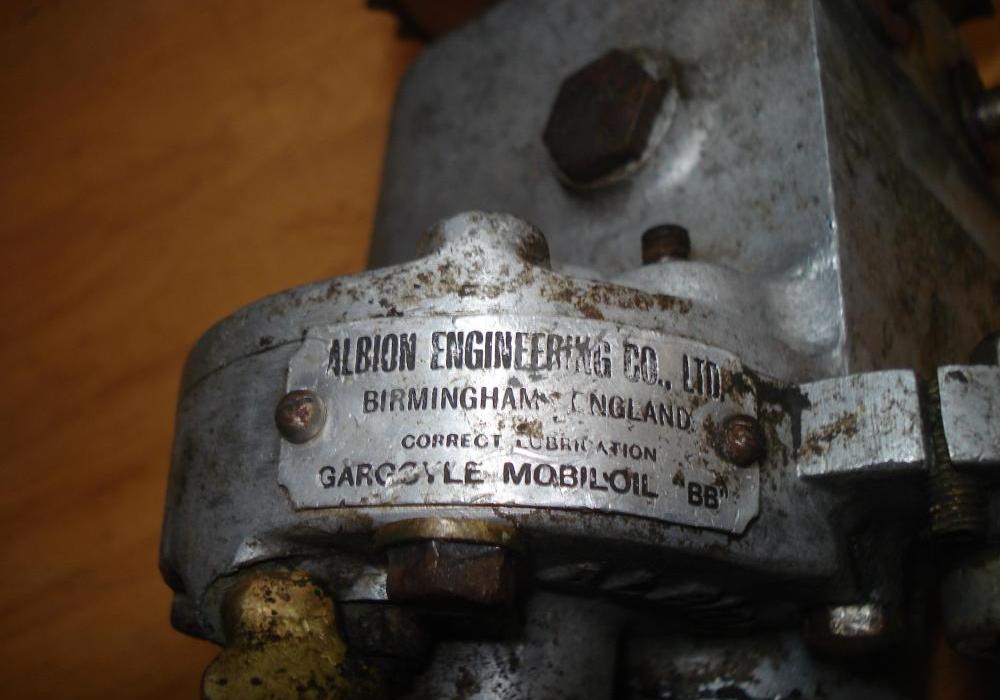 ALBION ENGINEERING CO., LTD.
BIRMINGHAM ENGLAND
CORRECT LUBRICATION
GARGOYLE MOBILOIL "BB"